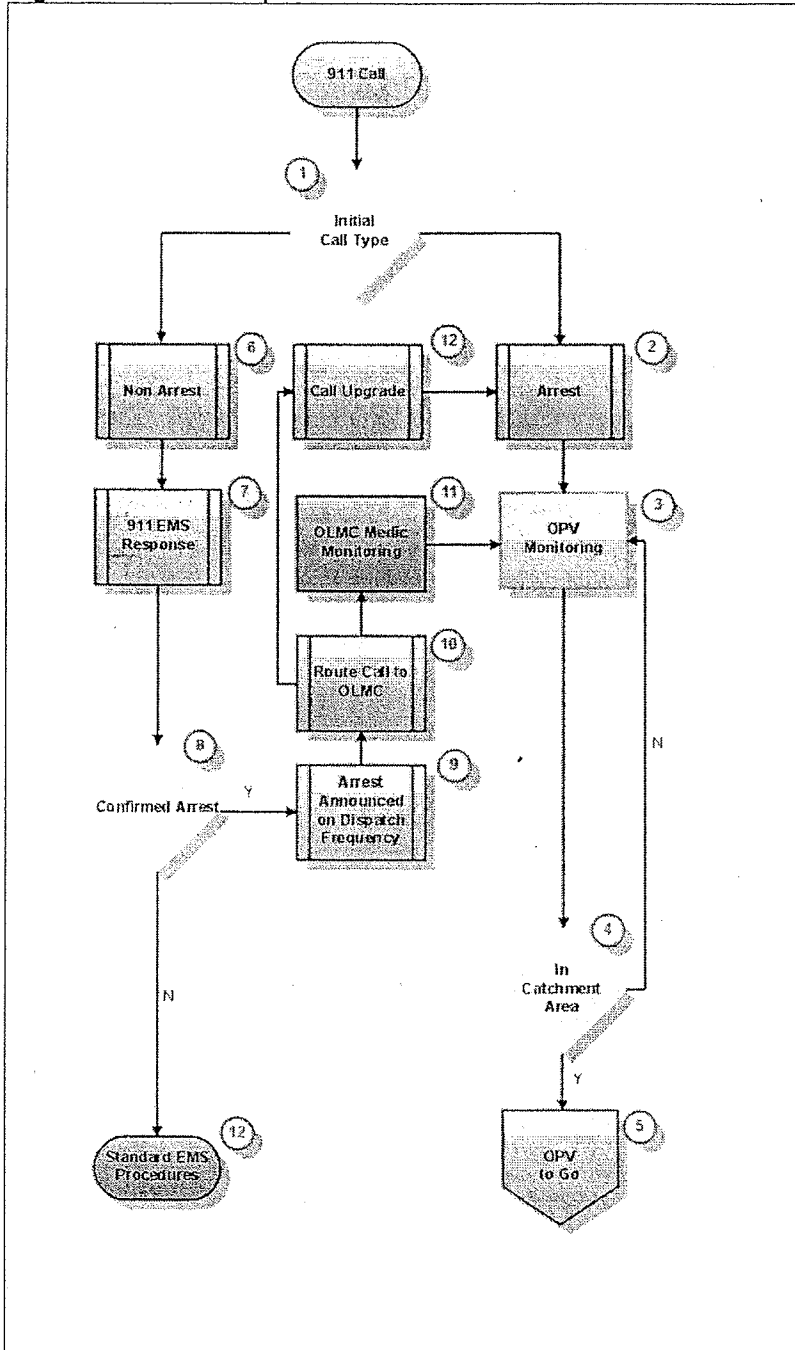 911 Call
1
Initial
Call Type
6
Non Arrest
12
Call Upgrade
2
Arrest
7
911 EMS
Response
11
OLMC Medic
Monitoring
3
OPV
Monitoring
10
Route Call to
OLMC
8
Confirmed Arrest
Y
9
Arrest
Announced
on Dispatch
Frequency
N
4
In
Catchment
Area
N
Y
12
Standard EMS
Procedures
5
OPV
to Go